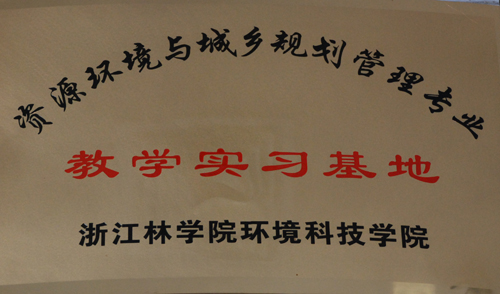 资源环境与城乡规划管理专业
教学实习基地
浙江林学院环境科技学院